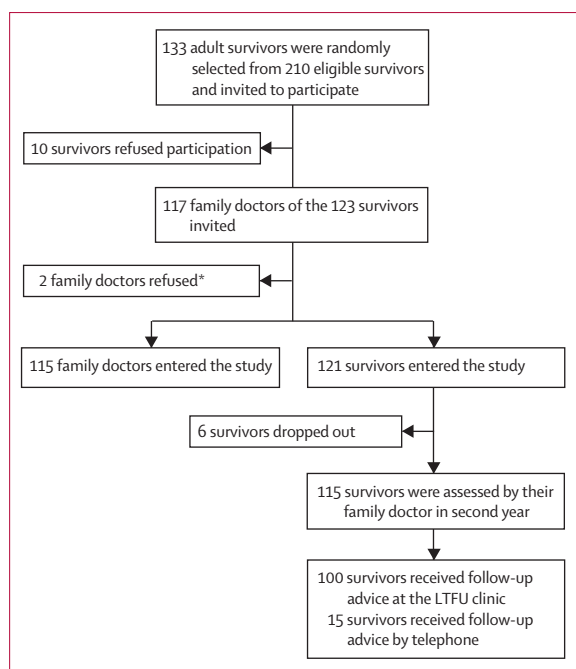 133 adult survivors were randomly
selected from 210 eligible survivors
and invited to participate
10 survivors refused participation
117 family doctors of the 123 survivors
invited
2 family doctors refused*
115 family doctors entered the study
121 survivors entered the study
6 survivors dropped out
115 survivors were assessed by their
family doctor in second year
100 survivors received follow-up
advice at the LTFU clinic
15 survivors received follow-up
advice by telephone